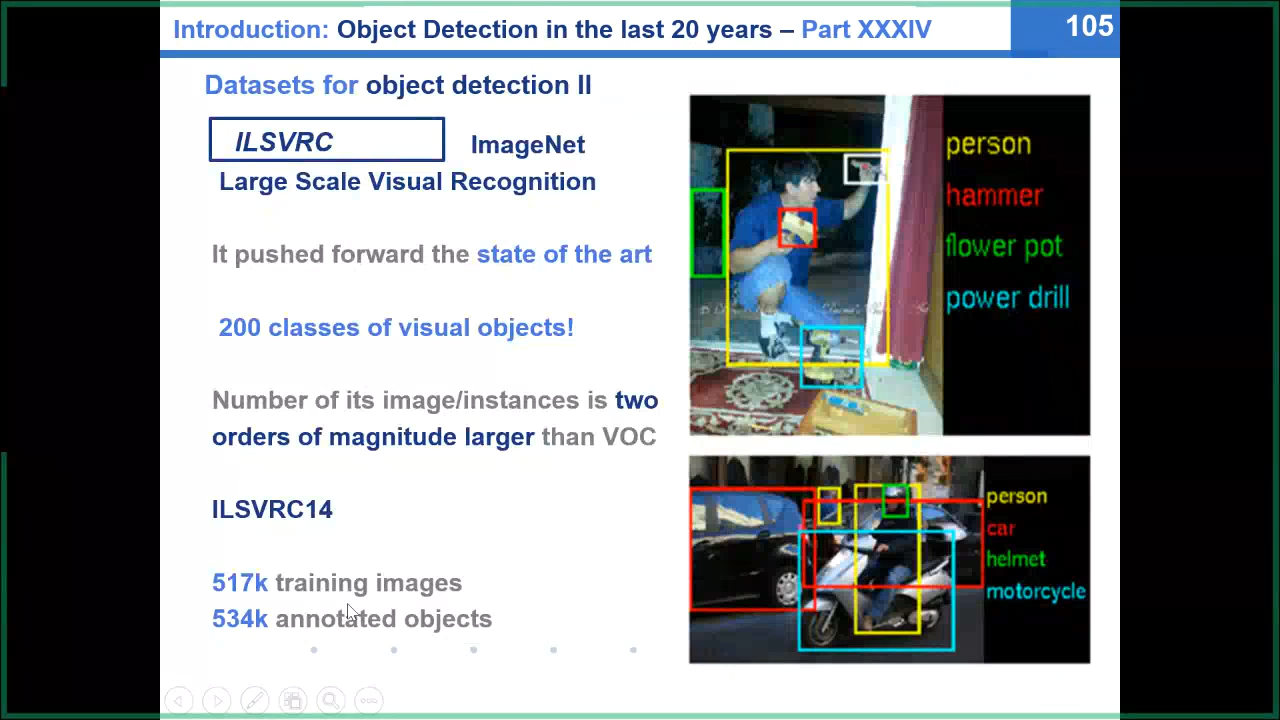 Introduction: Object Detection in the last 20 years – Part XXXIV
105
Datasets for object detection II
ILSVRC
ImageNet
Large Scale Visual Recognition
It pushed forward the state of the art
200 classes of visual objects!
Number of its image/instances is two
orders of magnitude larger than VOC
ILSVRC14
517k training images
534k annotated objects
person
hammer
flower pot
power drill
person
car
helmet
motorcycle